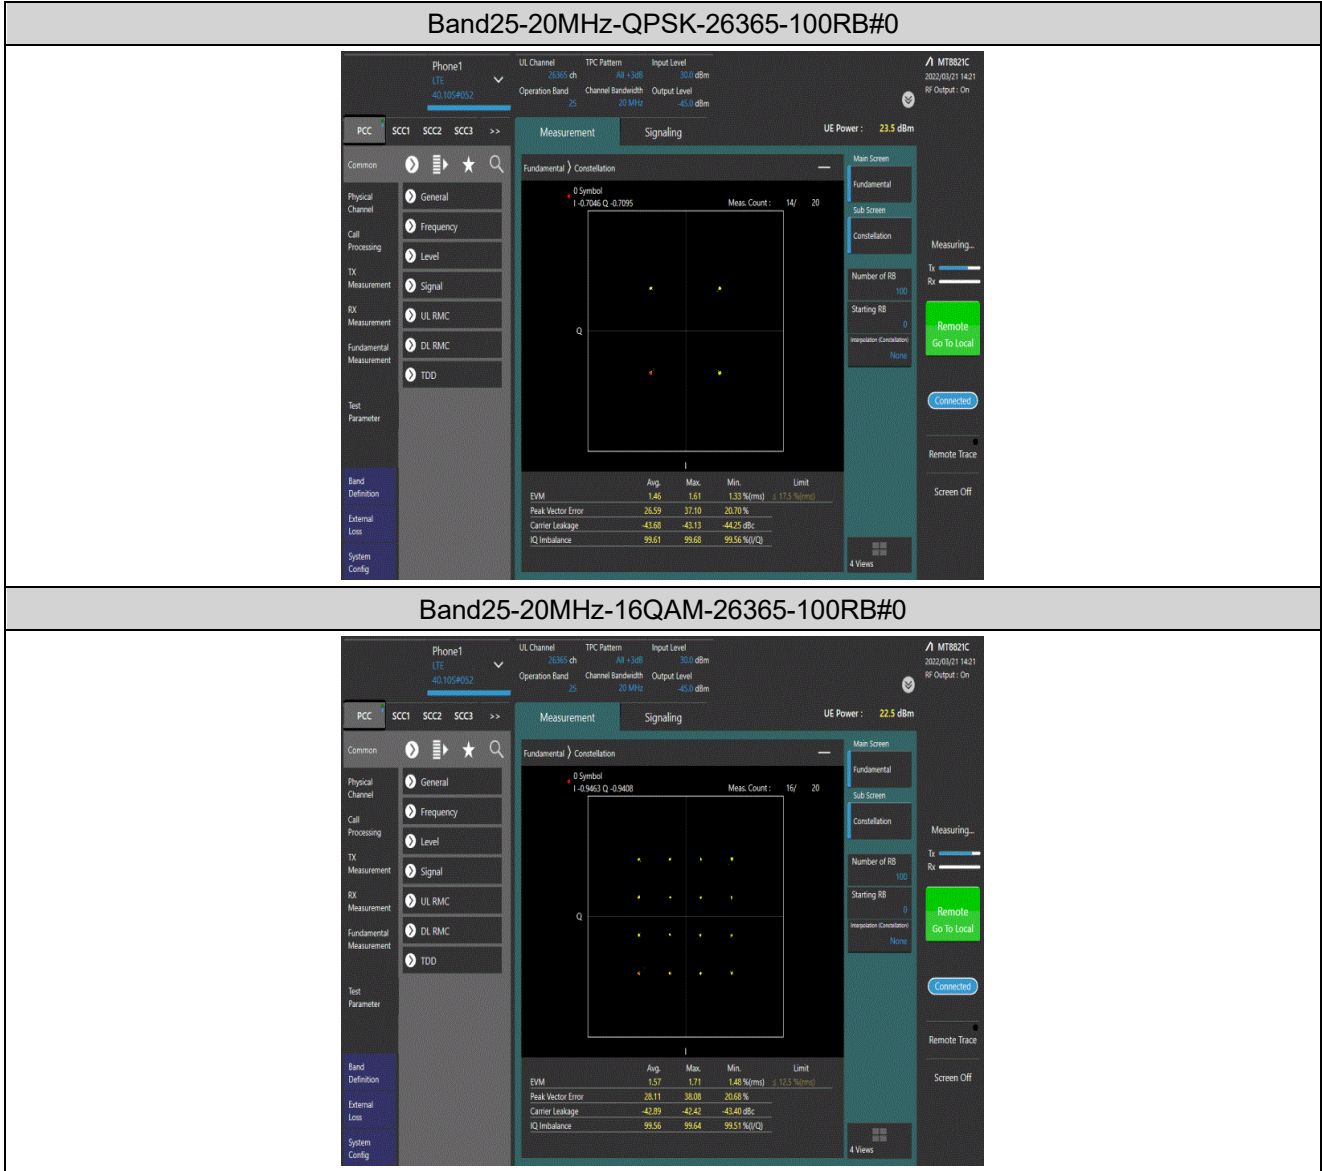 Band25-20MHz-QPSK-26365-100RB#0
Phone1
LTE
40.10S#052
UL Channel TPC Pattern Input Level
26365 ch All +3dB 30.0 dBm
Operation Band Channel Bandwidth Output Level
25 20 MHz -45.0 dBm
MT8821C
2022/03/21 14:21
RF Output : On
PCC SCC1 SCC2 SCC3 >>
Measurement Signaling
UE Power : 23.5 dBm
Common
Physical
Channel
Call
Processing
TX
Measurement
RX
Measurement
Fundamental
Measurement
Test
Parameter
Band
Definition
External
Loss
System
Config
General
Frequency
Level
Signal
UL RMC
DL RMC
TDD
Fundamental 〉 Constellation
0 Symbol
I -0.7046 Q -0.7095 Meas. Count : 14/ 20
Q
I
Avg. Max. Min. Limit
EVM 1.46 1.61 1.33 %(rms) ≤ 17.5 %(rms)
Peak Vector Error 26.59 37.10 20.70 %
Carrier Leakage -43.68 -43.13 -44.25 dBc
IQ Imbalance 99.61 99.68 99.56 %(I/Q)
Main Screen
Fundamental
Sub Screen
Constellation
Number of RB
100
Starting RB
0
Interpolation (Constellation)
None
4 Views
Measuring...
Tx
Rx
Remote
Go To Local
Connected
Remote Trace
Screen Off
Band25-20MHz-16QAM-26365-100RB#0
Phone1
LTE
40.10S#052
UL Channel TPC Pattern Input Level
26365 ch All +3dB 30.0 dBm
Operation Band Channel Bandwidth Output Level
25 20 MHz -45.0 dBm
MT8821C
2022/03/21 14:21
RF Output : On
PCC SCC1 SCC2 SCC3 >>
Measurement Signaling
UE Power : 22.5 dBm
Common
Physical
Channel
Call
Processing
TX
Measurement
RX
Measurement
Fundamental
Measurement
Test
Parameter
Band
Definition
External
Loss
System
Config
General
Frequency
Level
Signal
UL RMC
DL RMC
TDD
Fundamental 〉 Constellation
0 Symbol
I -0.9463 Q -0.9408 Meas. Count : 16/ 20
Q
I
Avg. Max. Min. Limit
EVM 1.57 1.71 1.48 %(rms) ≤ 12.5 %(rms)
Peak Vector Error 28.11 38.08 20.68 %
Carrier Leakage -42.89 -42.42 -43.40 dBc
IQ Imbalance 99.56 99.64 99.51 %(I/Q)
Main Screen
Fundamental
Sub Screen
Constellation
Number of RB
100
Starting RB
0
Interpolation (Constellation)
None
4 Views
Measuring...
Tx
Rx
Remote
Go To Local
Connected
Remote Trace
Screen Off